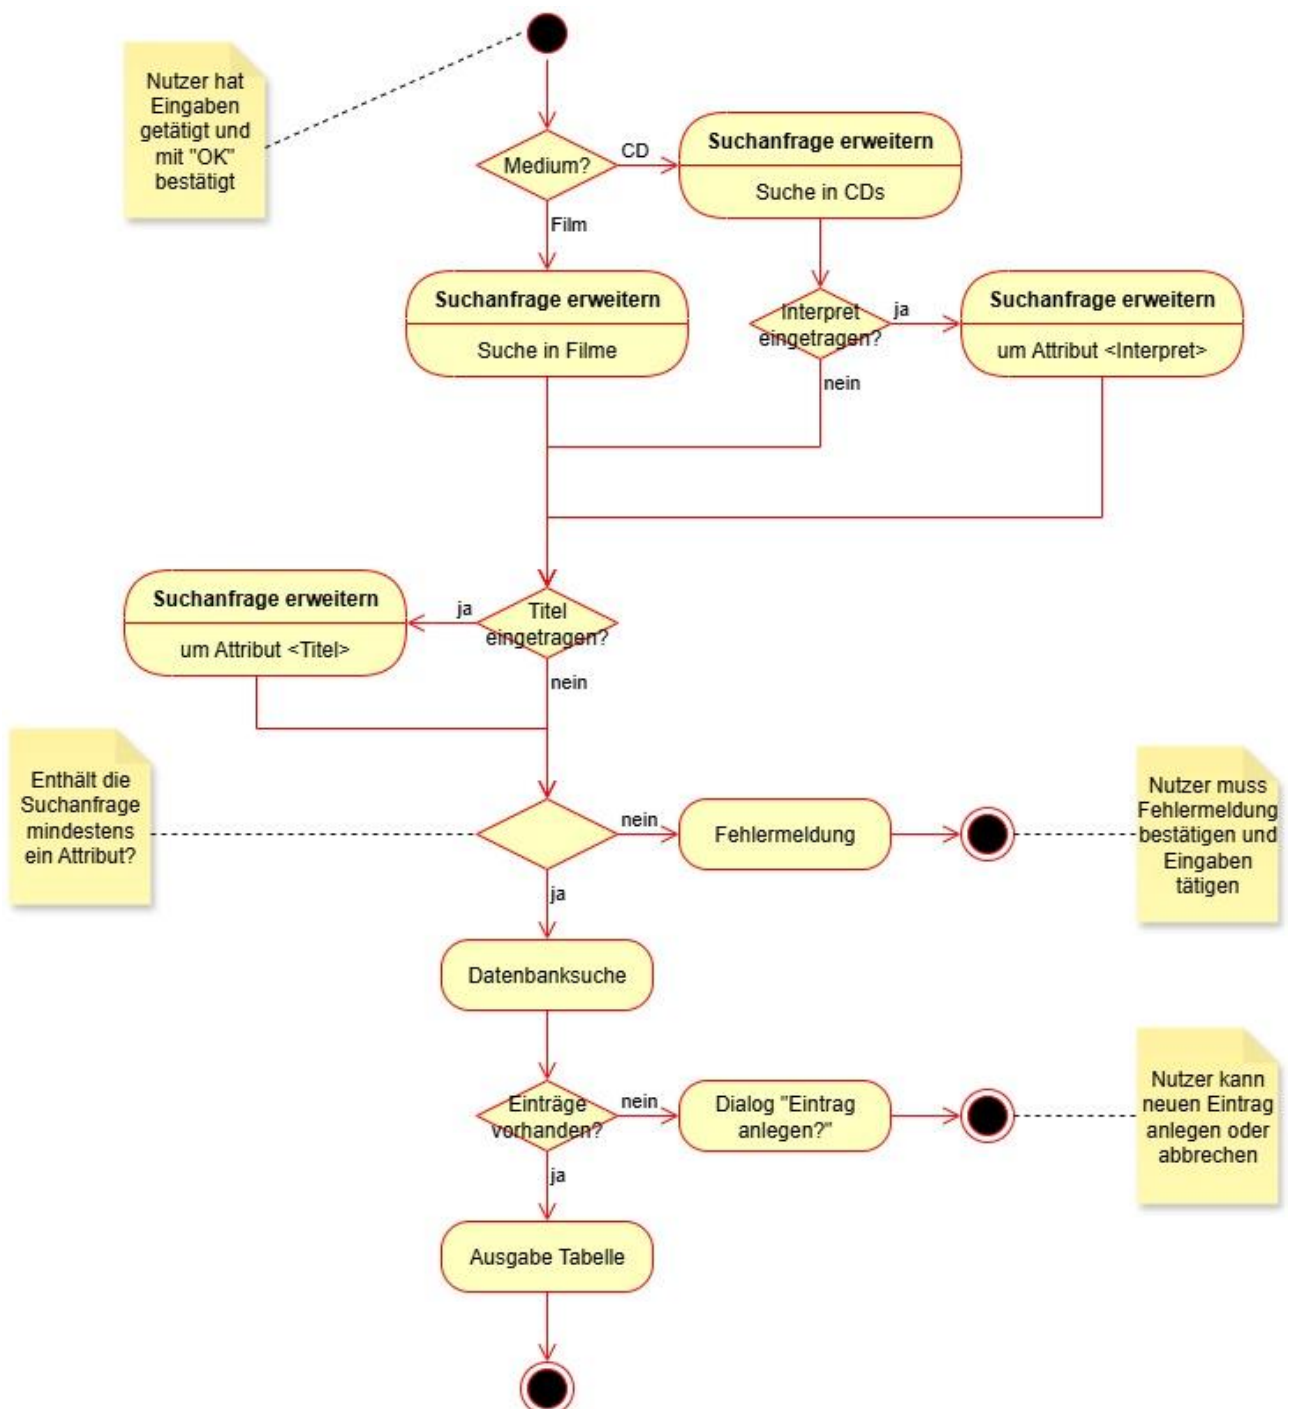 Nutzer hat
Eingaben
getätigt und
mit "OK"
bestätigt
Medium?
CD
Suchanfrage erweitern
Suche in CDs
Film
Suchanfrage erweitern
Suche in Filme
Interpret
eingetragen?
ja
Suchanfrage erweitern
um Attribut <Interpret>
nein
Suchanfrage erweitern
um Attribut <Titel>
ja
Titel
eingetragen?
nein
Enthält die
Suchanfrage
mindestens
ein Attribut?
nein
Fehlermeldung
Nutzer muss
Fehlermeldung
bestätigen und
Eingaben
tätigen
ja
Datenbanksuche
Einträge
vorhanden?
nein
Dialog "Eintrag
anlegen?"
Nutzer kann
neuen Eintrag
anlegen oder
abbrechen
ja
Ausgabe Tabelle